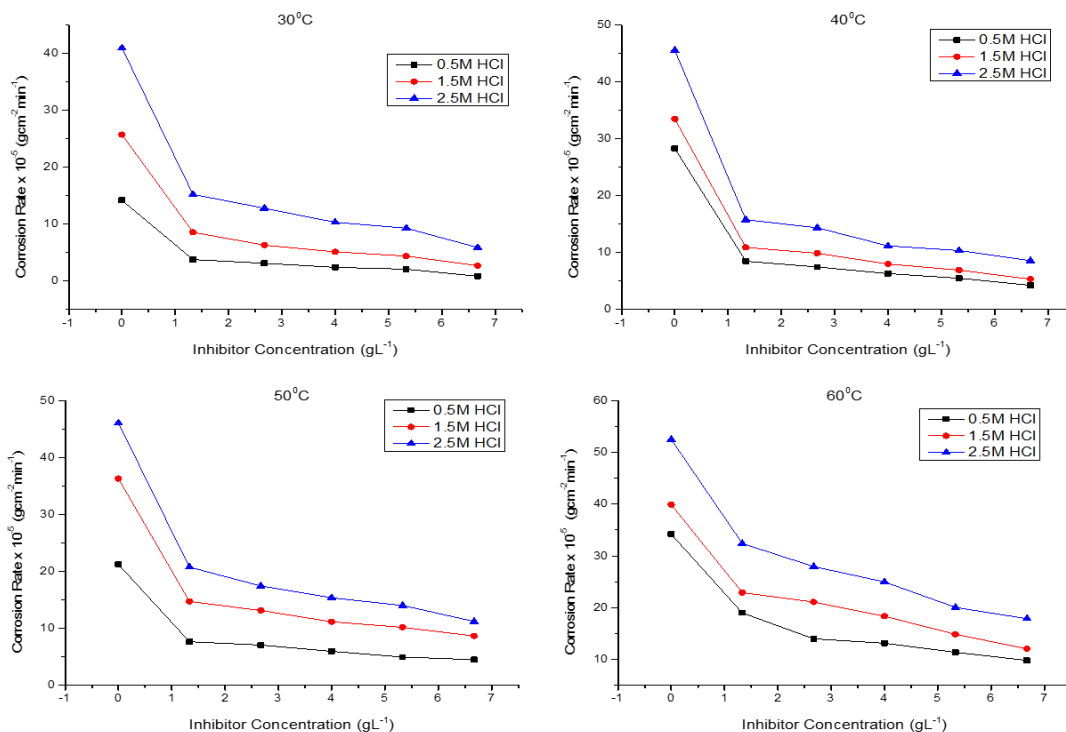 30⁰C
Corrosion Rate x 10⁻⁵ (gcm⁻² min⁻¹)
40
30
20
10
0
0.5M HCl
1.5M HCl
2.5M HCl
-1 0 1 2 3 4 5 6 7
Inhibitor Concentration (gL⁻¹)
40⁰C
Corrosion Rate x 10⁻⁵ (gcm⁻² min⁻¹)
50
40
30
20
10
0
0.5M HCl
1.5M HCl
2.5M HCl
-1 0 1 2 3 4 5 6 7
Inhibitor Concentration (gL⁻¹)
50⁰C
Corrosion Rate x 10⁻⁵ (gcm⁻² min⁻¹)
50
40
30
20
10
0
0.5M HCl
1.5M HCl
2.5M HCl
-1 0 1 2 3 4 5 6 7
Inhibitor Concentration (gL⁻¹)
60⁰C
Corrosion Rate x 10⁻⁵ (gcm⁻² min⁻¹)
60
50
40
30
20
10
0.5M HCl
1.5M HCl
2.5M HCl
-1 0 1 2 3 4 5 6 7
Inhibitor Concentration (gL⁻¹)